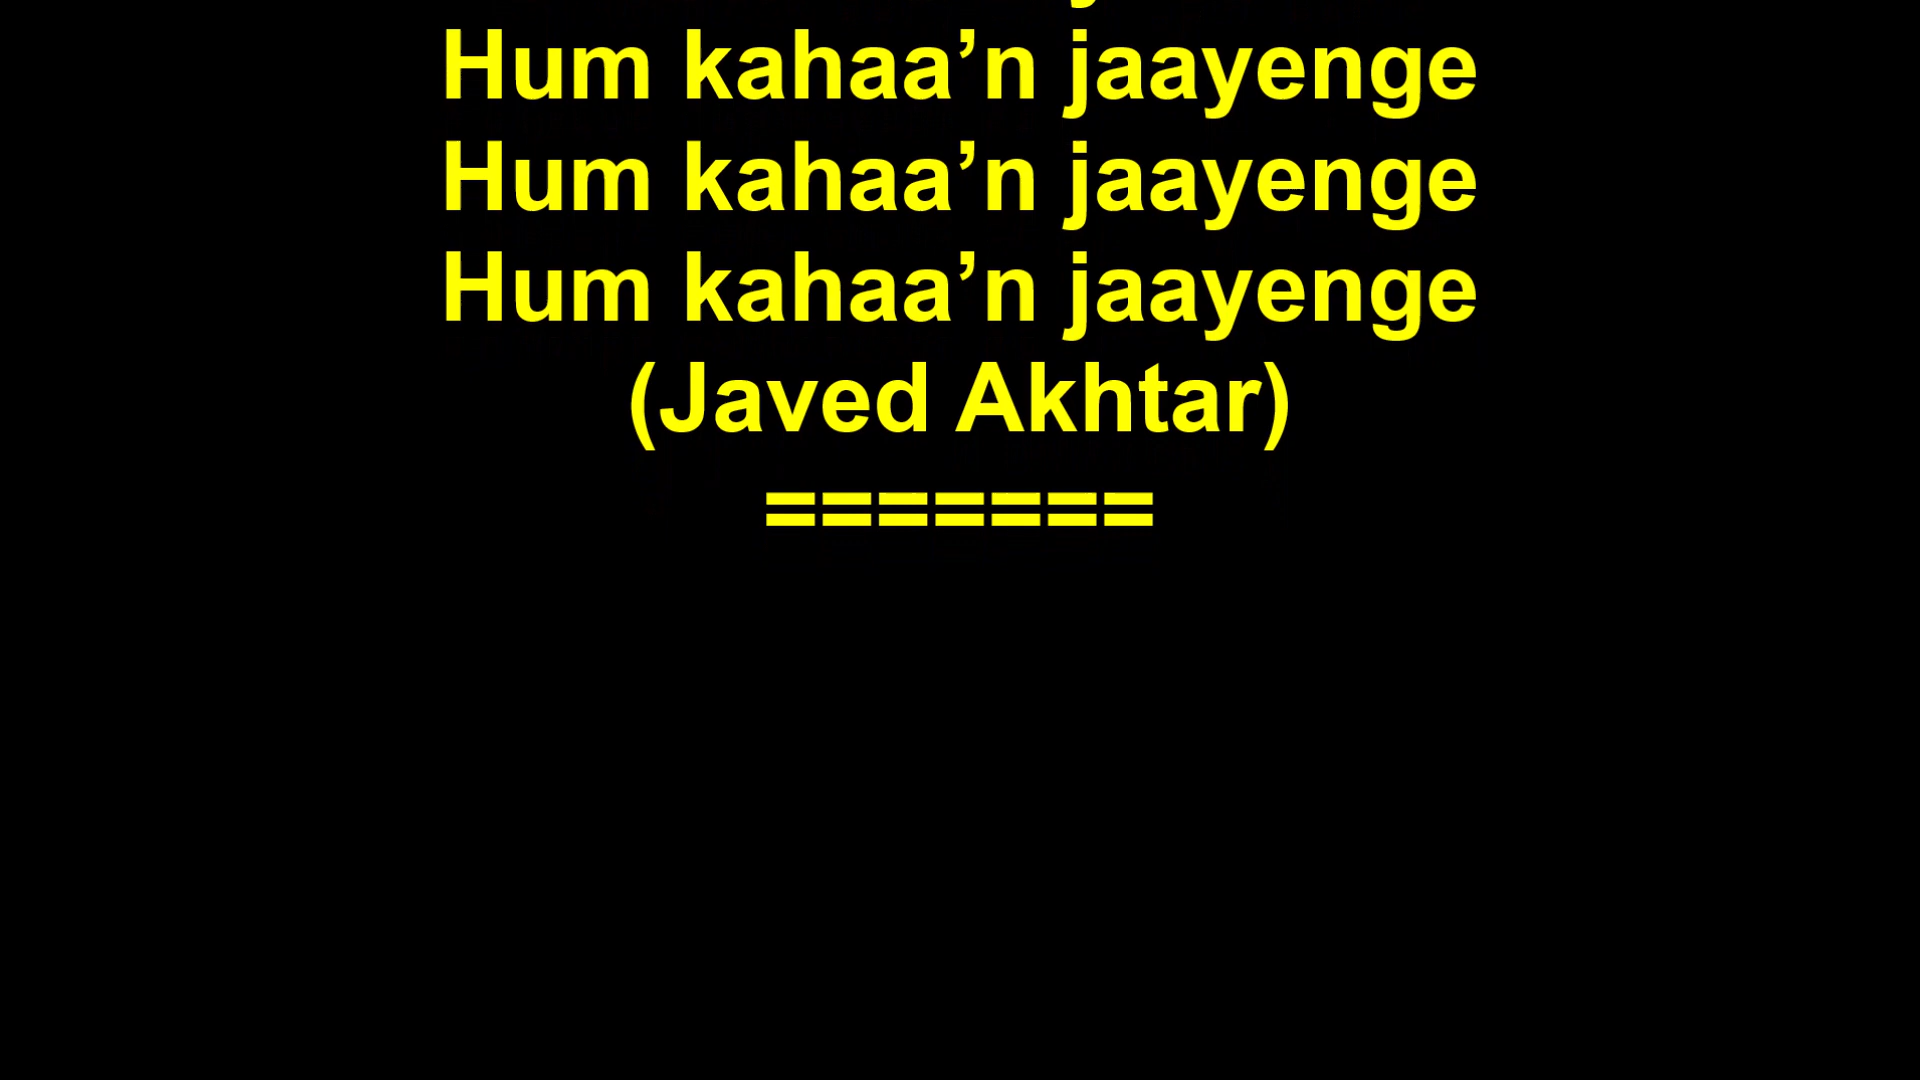 Hum kahaa’n jaayenge
Hum kahaa’n jaayenge
Hum kahaa’n jaayenge
(Javed Akhtar)
=======